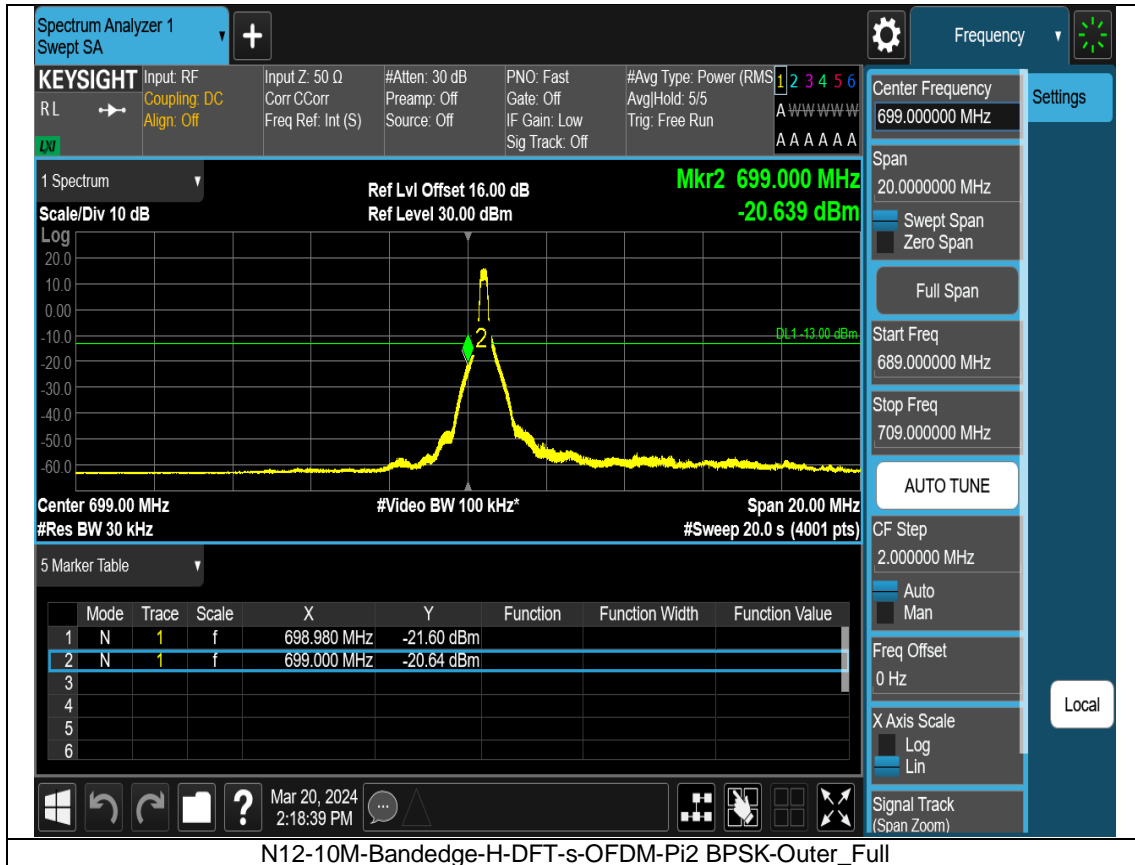 Spectrum Analyzer 1
Swept SA
+
Frequency
KEYSIGHT
RL
LXI
Input: RF
Coupling: DC
Align: Off
Input Z: 50 Ω
Corr CCorr
Freq Ref: Int (S)
#Atten: 30 dB
Preamp: Off
Source: Off
PNO: Fast
Gate: Off
IF Gain: Low
Sig Track: Off
#Avg Type: Power (RMS
Avg|Hold: 5/5
Trig: Free Run
1 2 3 4 5 6
A W W W W W
A A A A A A
1 Spectrum
Scale/Div 10 dB
Log
Ref Lvl Offset 16.00 dB
Ref Level 30.00 dBm
Mkr2 699.000 MHz
-20.639 dBm
20.0
10.0
0.00
-10.0
-20.0
-30.0
-40.0
-50.0
-60.0
2
DL1 -13.00 dBm
Center 699.00 MHz
#Video BW 100 kHz*
Span 20.00 MHz
#Res BW 30 kHz
#Sweep 20.0 s (4001 pts)
5 Marker Table
Mode Trace Scale X Y Function Function Width Function Value
1 N 1 f 698.980 MHz -21.60 dBm
2 N 1 f 699.000 MHz -20.64 dBm
3
4
5
6
Center Frequency
699.000000 MHz
Span
20.0000000 MHz
Swept Span
Zero Span
Full Span
Start Freq
689.000000 MHz
Stop Freq
709.000000 MHz
AUTO TUNE
CF Step
2.000000 MHz
Auto
Man
Freq Offset
0 Hz
X Axis Scale
Log
Lin
Signal Track
(Span Zoom)
Settings
Local
?
Mar 20, 2024
2:18:39 PM
N12-10M-Bandedge-H-DFT-s-OFDM-Pi2 BPSK-Outer_Full